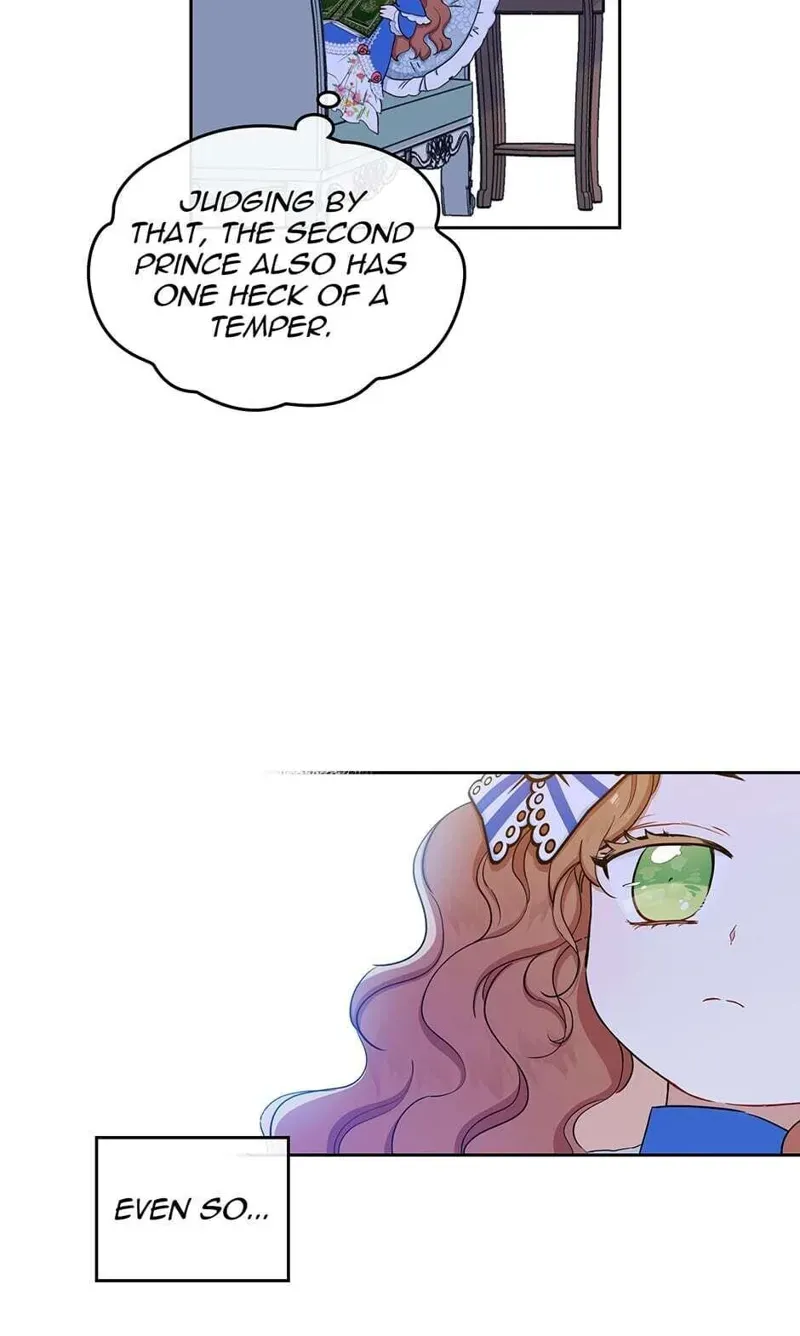 JUDGING BY
THAT, THE SECOND
PRINCE ALSO HAS
ONE HECK OF A
TEMPER.
EVEN SO...